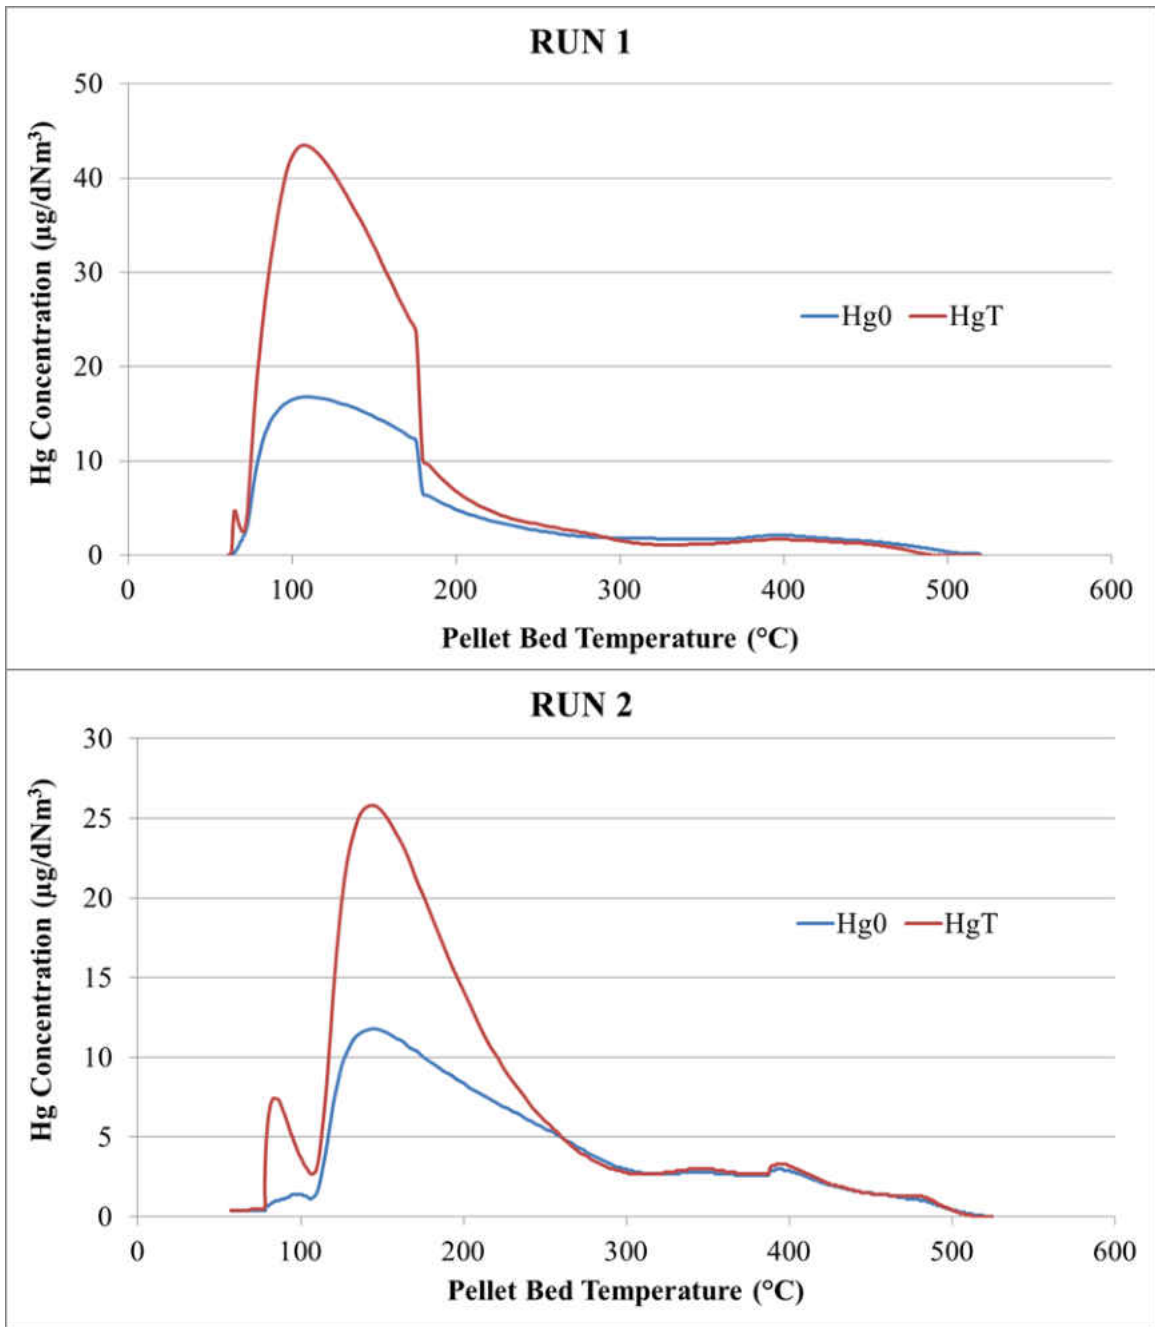 RUN 1
50
40
30
20
10
0
Hg Concentration (µg/dNm³)
Hg0 HgT
0 100 200 300 400 500 600
Pellet Bed Temperature (°C)
RUN 2
30
25
20
15
10
5
0
Hg Concentration (µg/dNm³)
Hg0 HgT
0 100 200 300 400 500 600
Pellet Bed Temperature (°C)